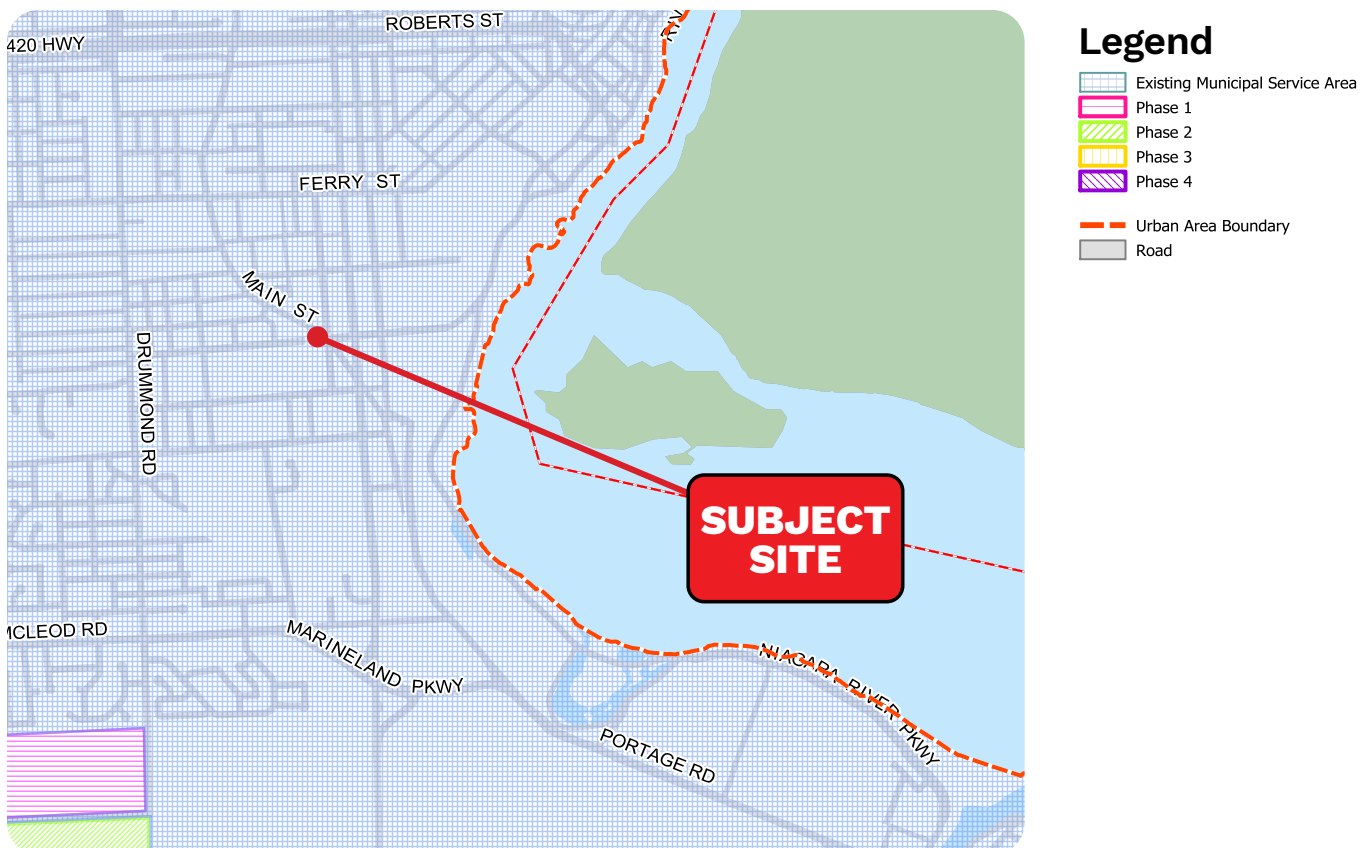 ROBERTS ST
420 HWY
RIV
FERRY ST
MAIN ST
DRUMMOND RD
SUBJECT
SITE
MCLEOD RD
MARINELAND PKWY
NIAGARA RIVER PKWY
PORTAGE RD
Legend
Existing Municipal Service Area
Phase 1
Phase 2
Phase 3
Phase 4
Urban Area Boundary
Road